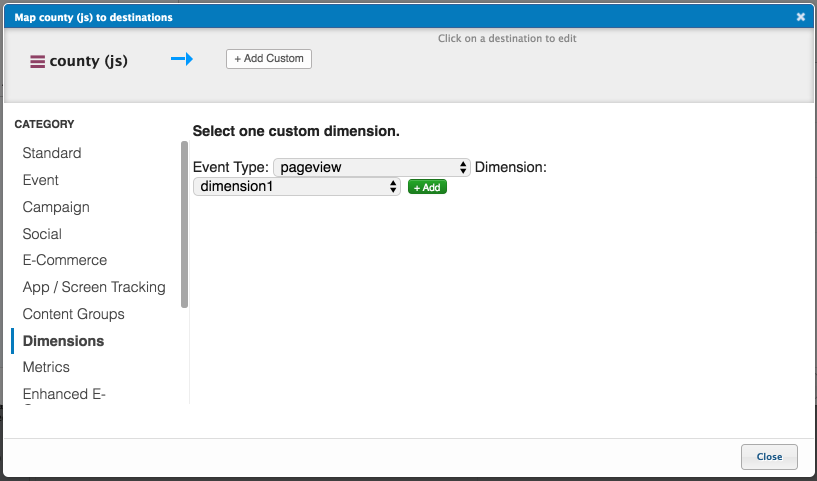 Map county (js) to destinations
Click on a destination to edit
county (js)
+ Add Custom
CATEGORY
Standard
Event
Campaign
Social
E-Commerce
App / Screen Tracking
Content Groups
Dimensions
Metrics
Enhanced E-
Select one custom dimension.
Event Type: pageview Dimension:
dimension1 + Add
Close